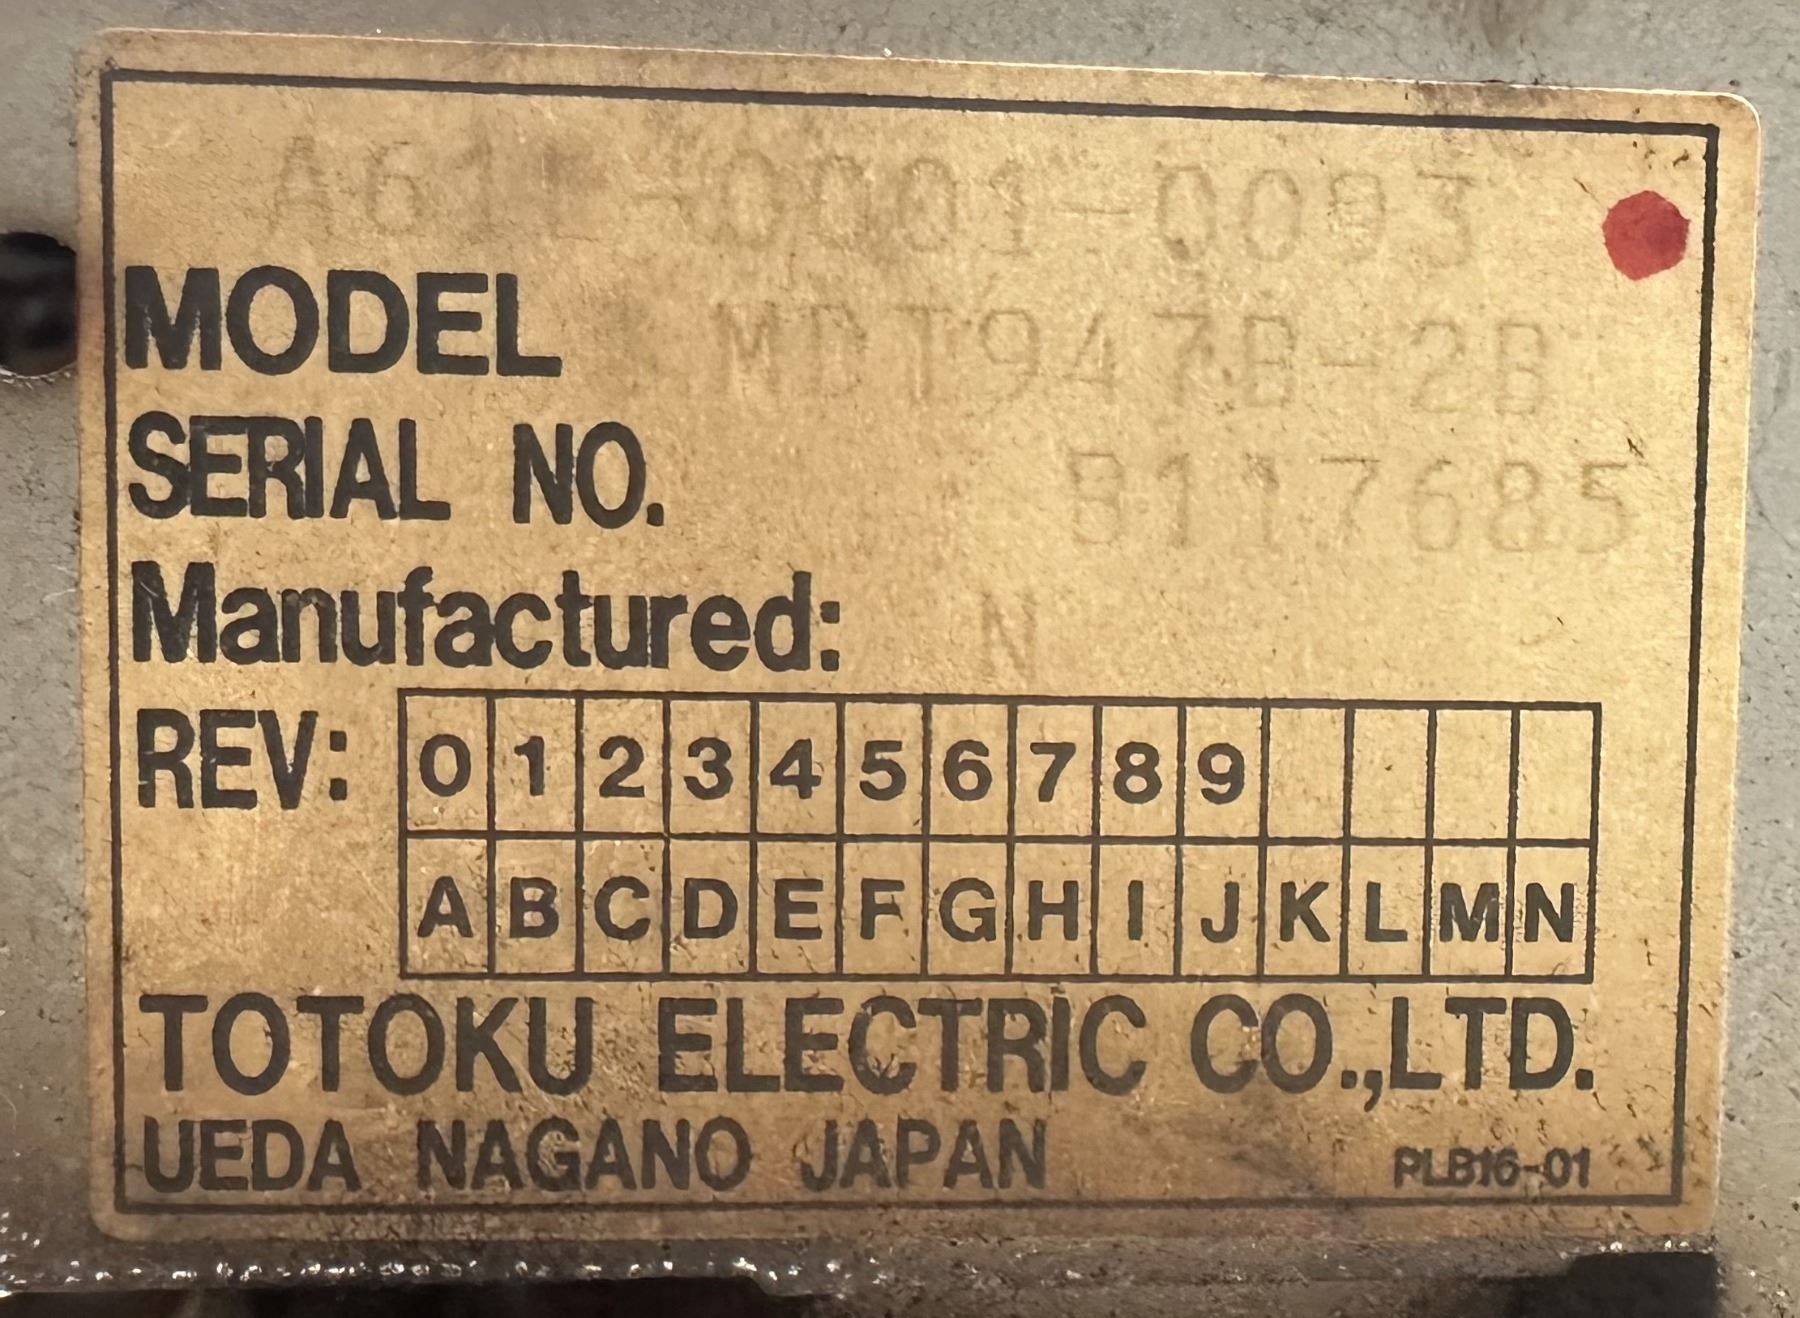 A61L-0001-0093
MODEL MDT947B-2B
SERIAL NO. B117685
Manufactured: N
REV: 0 1 2 3 4 5 6 7 8 9
A B C D E F G H I J K L M N
TOTOKU ELECTRIC CO.,LTD.
UEDA NAGANO JAPAN PLB16-01